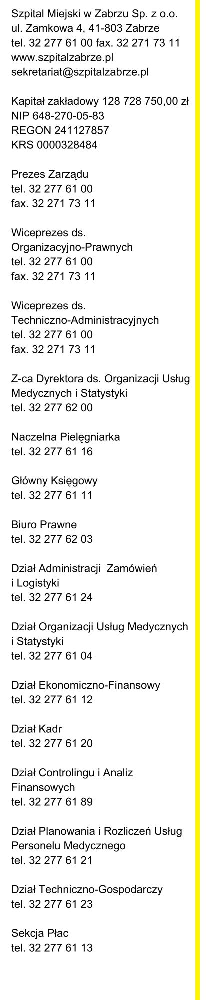 Szpital Miejski w Zabrzu Sp. z o.o.
ul. Zamkowa 4, 41-803 Zabrze
tel. 32 277 61 00 fax. 32 271 73 11
www.szpitalzabrze.pl
sekretariat@szpitalzabrze.pl

Kapitał zakładowy 128 728 750,00 zł
NIP 648-270-05-83
REGON 241127857
KRS 0000328484

Prezes Zarządu
tel. 32 277 61 00
fax. 32 271 73 11

Wiceprezes ds.
Organizacyjno-Prawnych
tel. 32 277 61 00
fax. 32 271 73 11

Wiceprezes ds.
Techniczno-Administracyjnych
tel. 32 277 61 00
fax. 32 271 73 11

Z-ca Dyrektora ds. Organizacji Usług
Medycznych i Statystyki
tel. 32 277 62 00

Naczelna Pielęgniarka
tel. 32 277 61 16

Główny Księgowy
tel. 32 277 61 11

Biuro Prawne
tel. 32 277 62 03

Dział Administracji  Zamówień
i Logistyki
tel. 32 277 61 24

Dział Organizacji Usług Medycznych
i Statystyki
tel. 32 277 61 04

Dział Ekonomiczno-Finansowy
tel. 32 277 61 12

Dział Kadr
tel. 32 277 61 20

Dział Controlingu i Analiz
Finansowych
tel. 32 277 61 89

Dział Planowania i Rozliczeń Usług
Personelu Medycznego
tel. 32 277 61 21

Dział Techniczno-Gospodarczy
tel. 32 277 61 23

Sekcja Płac
tel. 32 277 61 13